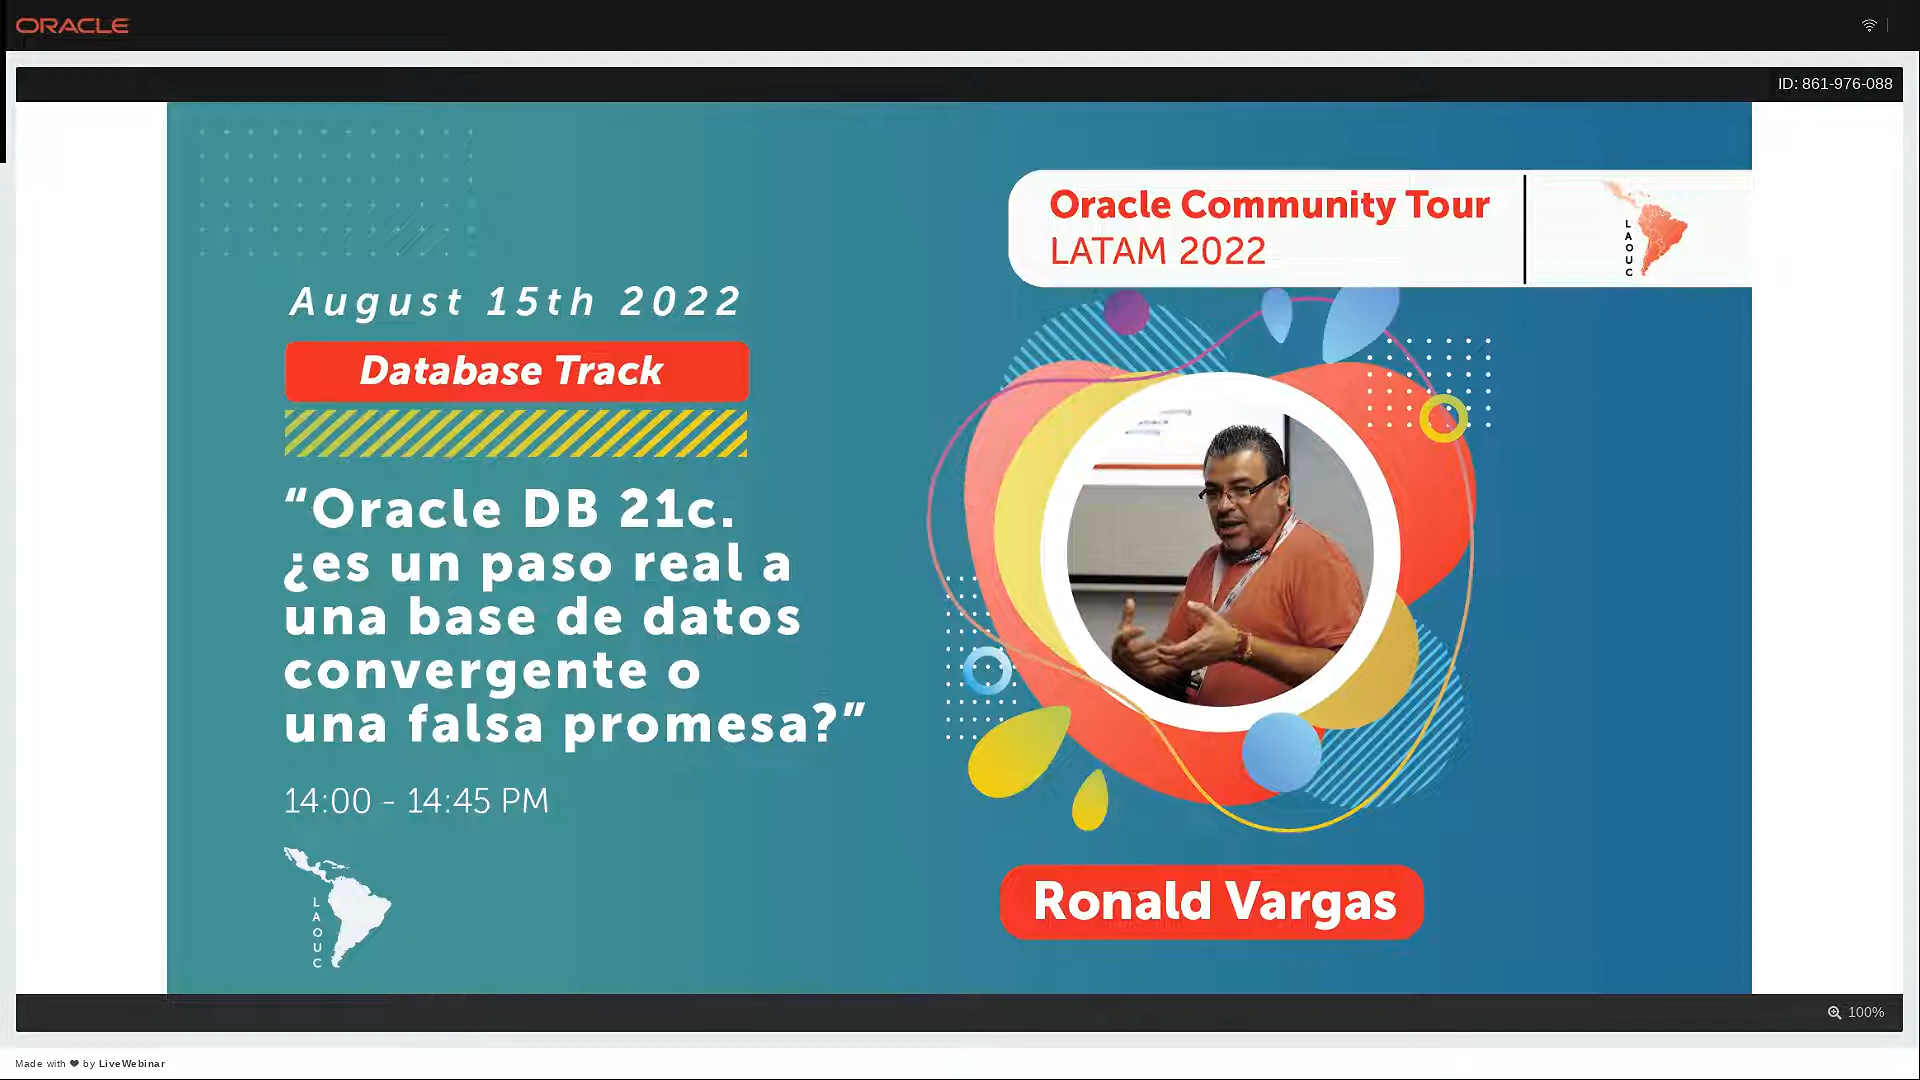 ORACLE
ID: 861-976-088
Oracle Community Tour
LATAM 2022
LAOUC
August 15th 2022
Database Track
“Oracle DB 21c.
¿es un paso real a
una base de datos
convergente o
una falsa promesa?”
14:00 - 14:45 PM
LAOUC
Ronald Vargas
100%
Made with ❤ by LiveWebinar